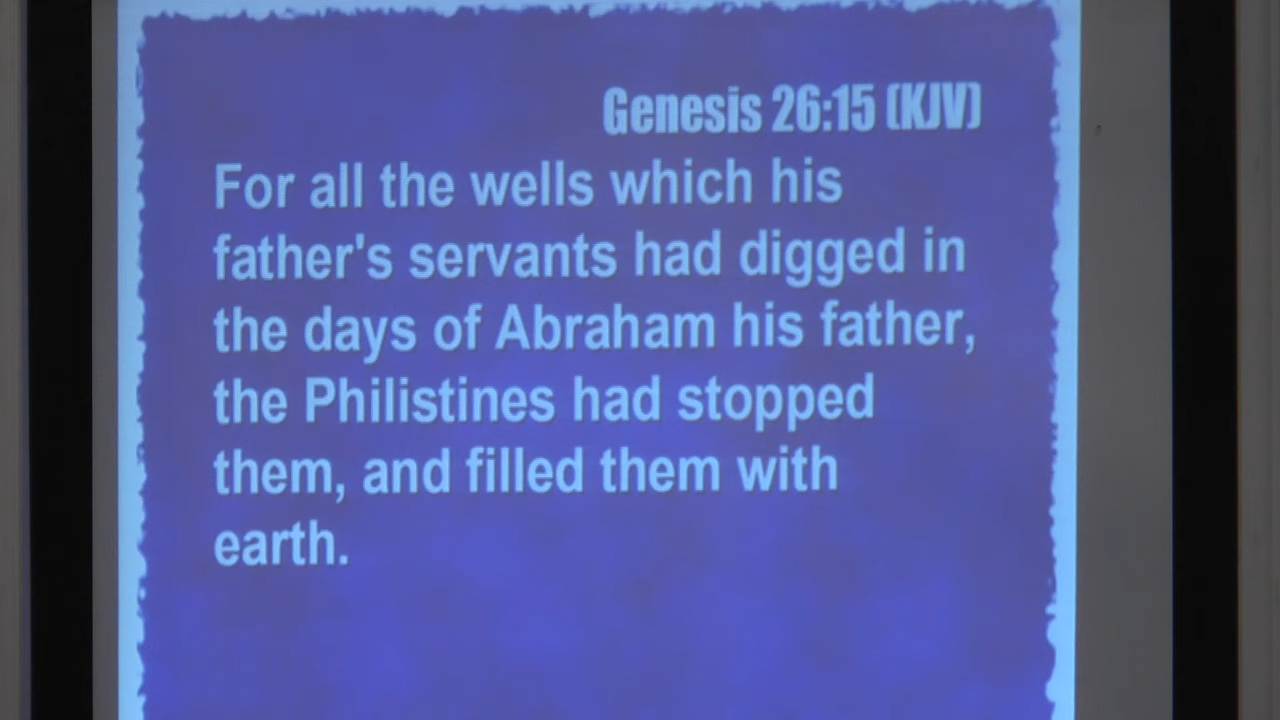 Genesis 26:15 (KJV)
For all the wells which his
father's servants had digged in
the days of Abraham his father,
the Philistines had stopped
them, and filled them with
earth.